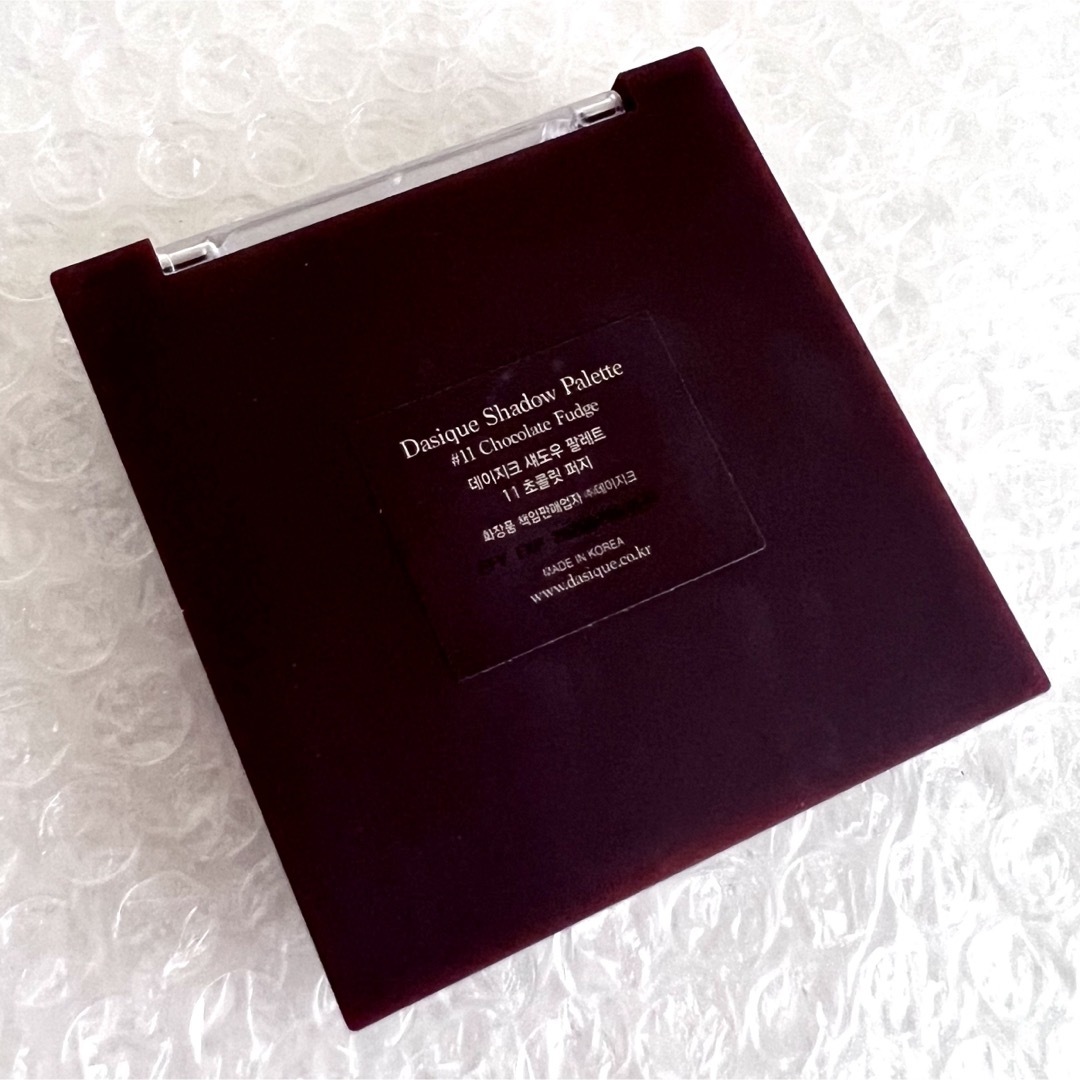 Dasique Shadow Palette
#11 Chocolate Fudge
데이지크 섀도우 팔레트
11 초콜릿 퍼지
화장품 책임판매업자 ㈜데이지크
MADE IN KOREA
www.dasique.co.kr